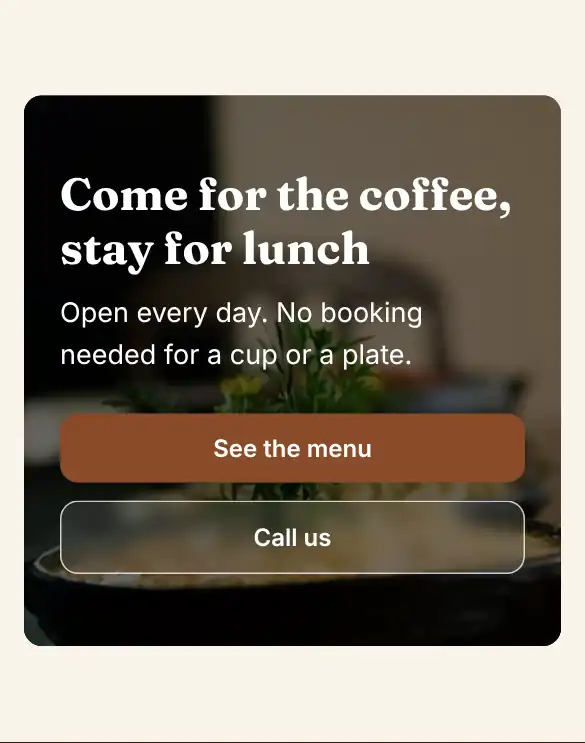 Come for the coffee,
stay for lunch
Open every day. No booking
needed for a cup or a plate.
See the menu
Call us